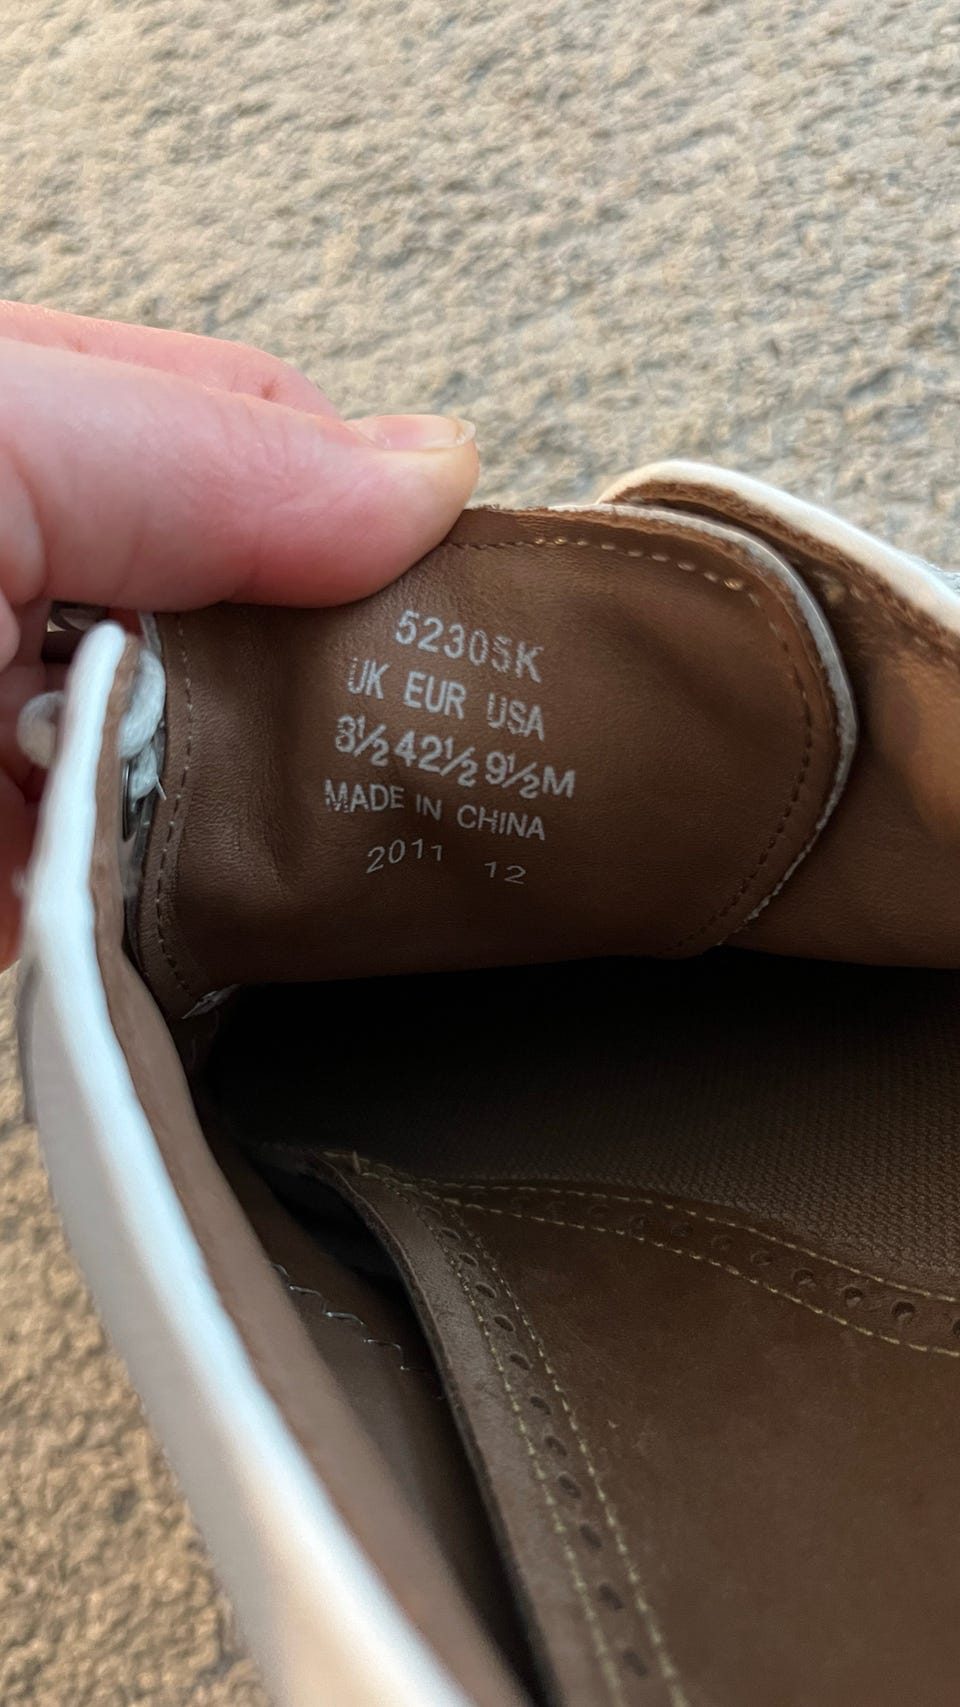 52305K
UK EUR USA
8½ 42½ 9½M
MADE IN CHINA
2011 12